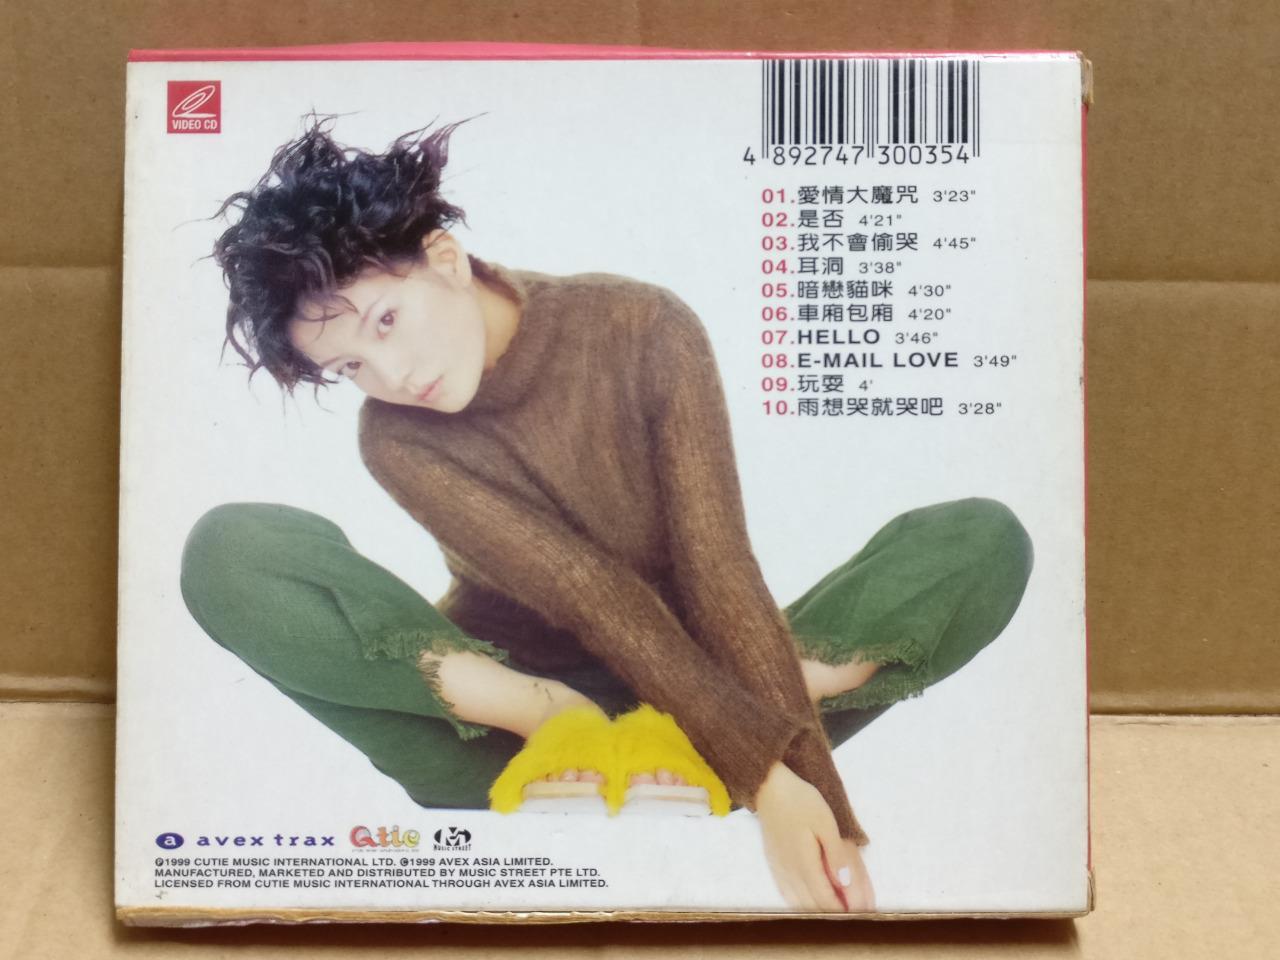 VIDEO CD
4 892747 300354
01.愛情大魔咒 3'23"
02.是否 4'21"
03.我不會偷哭 4'45"
04.耳洞 3'38"
05.暗戀貓咪 4'30"
06.車廂包廂 4'20"
07.HELLO 3'46"
08.E-MAIL LOVE 3'49"
09.玩耍 4'
10.雨想哭就哭吧 3'28"
a avex trax Qtie MUSIC STREET
℗1999 CUTIE MUSIC INTERNATIONAL LTD. ©1999 AVEX ASIA LIMITED.
MANUFACTURED, MARKETED AND DISTRIBUTED BY MUSIC STREET PTE LTD.
LICENSED FROM CUTIE MUSIC INTERNATIONAL THROUGH AVEX ASIA LIMITED.